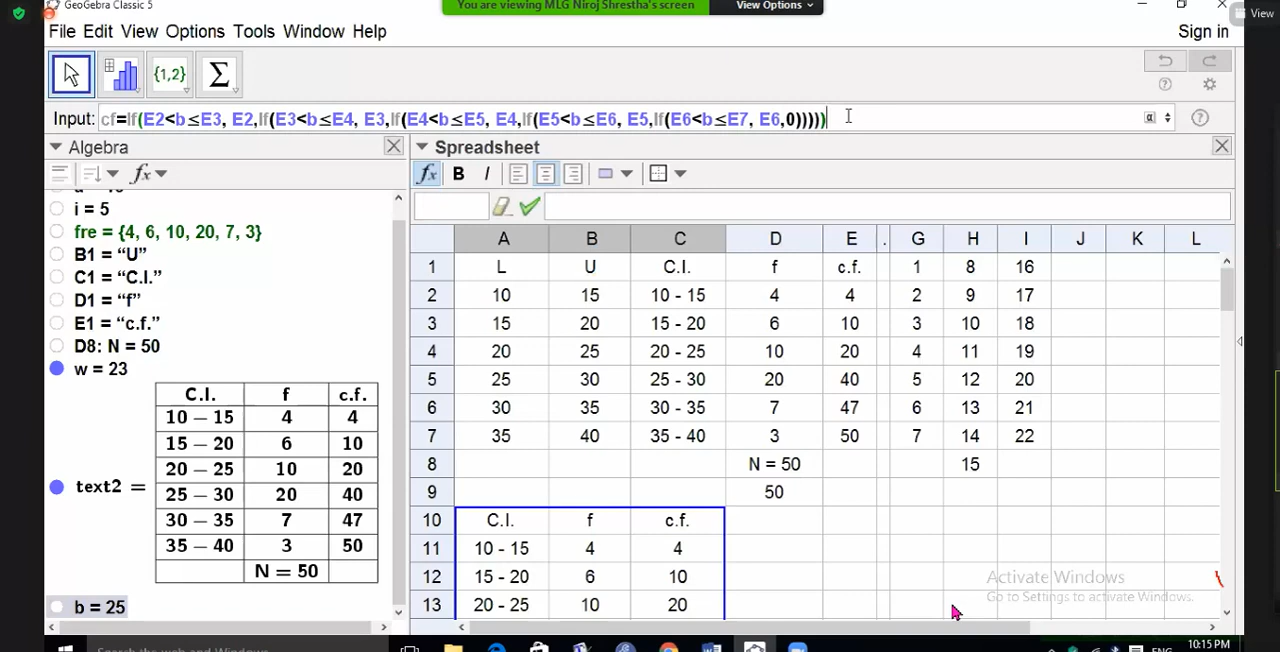 GeoGebra Classic 5
You are viewing MLG Niroj Shrestha's screen
View Options
View
File Edit View Options Tools Window Help
Sign in
{1,2}
Σ
Input: cf=If(E2<b≤E3, E2,If(E3<b≤E4, E3,If(E4<b≤E5, E4,If(E5<b≤E6, E5,If(E6<b≤E7, E6,0)))))
α
Algebra
Spreadsheet
fx
fx B I
i = 5
fre = {4, 6, 10, 20, 7, 3}
B1 = “U”
C1 = “C.I.”
D1 = “f”
E1 = “c.f.”
D8: N = 50
w = 23
text2 =
C.I. f c.f.
10 – 15 4 4
15 – 20 6 10
20 – 25 10 20
25 – 30 20 40
30 – 35 7 47
35 – 40 3 50
N = 50
b = 25
A B C D E . G H I J K L
1 L U C.I. f c.f. 1 8 16
2 10 15 10 - 15 4 4 2 9 17
3 15 20 15 - 20 6 10 3 10 18
4 20 25 20 - 25 10 20 4 11 19
5 25 30 25 - 30 20 40 5 12 20
6 30 35 30 - 35 7 47 6 13 21
7 35 40 35 - 40 3 50 7 14 22
8 N = 50 15
9 50
10 C.I. f c.f.
11 10 - 15 4 4
12 15 - 20 6 10
13 20 - 25 10 20
Activate Windows
Go to Settings to activate Windows.
Search the web and Windows
ENG
10:15 PM